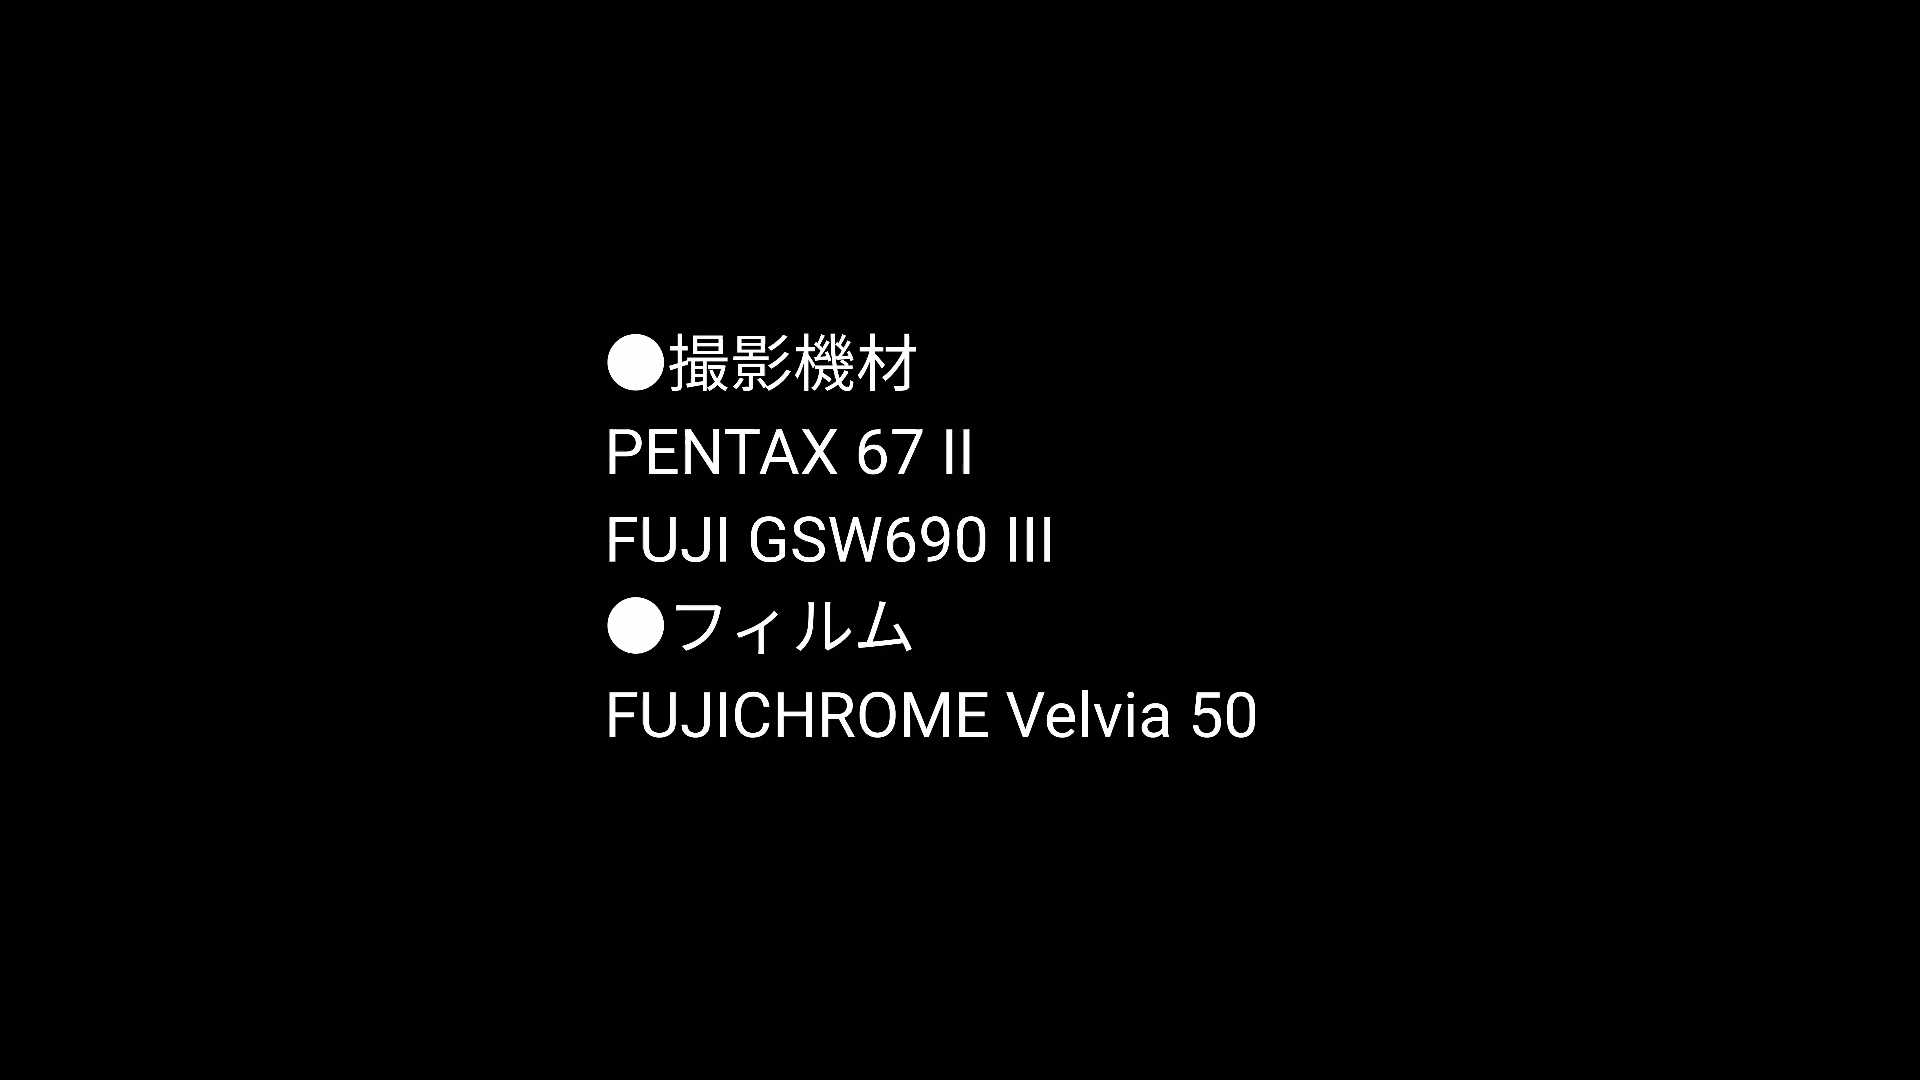 ●撮影機材
PENTAX 67 II
FUJI GSW690 III
●フィルム
FUJICHROME Velvia 50